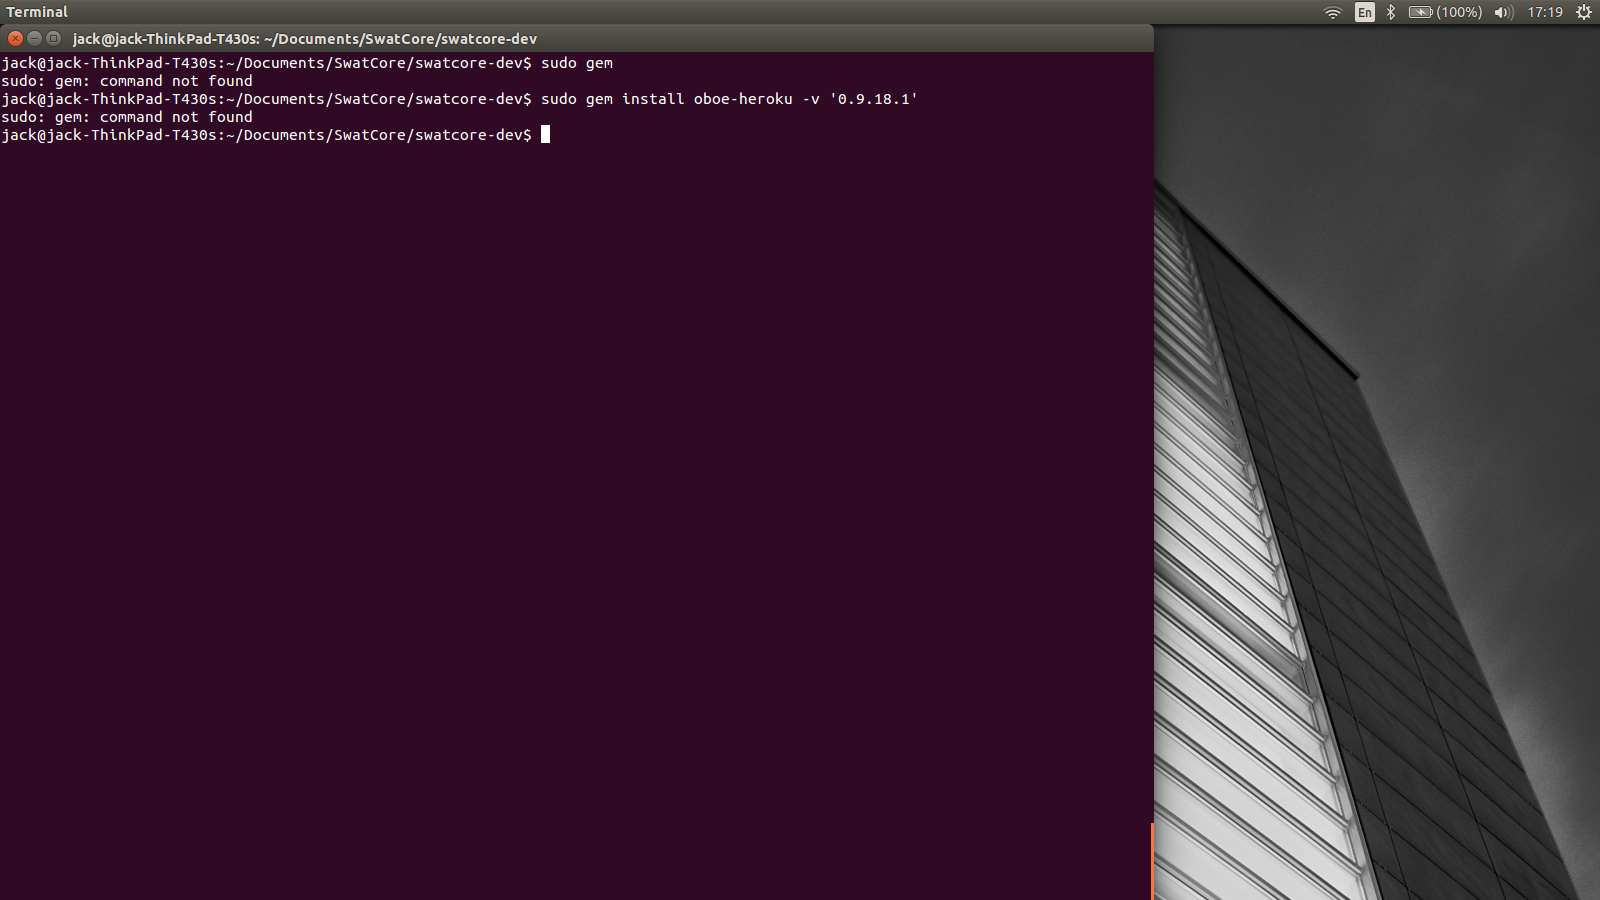 Terminal
En
(100%)
17:19
jack@jack-ThinkPad-T430s: ~/Documents/SwatCore/swatcore-dev
jack@jack-ThinkPad-T430s:~/Documents/SwatCore/swatcore-dev$ sudo gem
sudo: gem: command not found
jack@jack-ThinkPad-T430s:~/Documents/SwatCore/swatcore-dev$ sudo gem install oboe-heroku -v '0.9.18.1'
sudo: gem: command not found
jack@jack-ThinkPad-T430s:~/Documents/SwatCore/swatcore-dev$